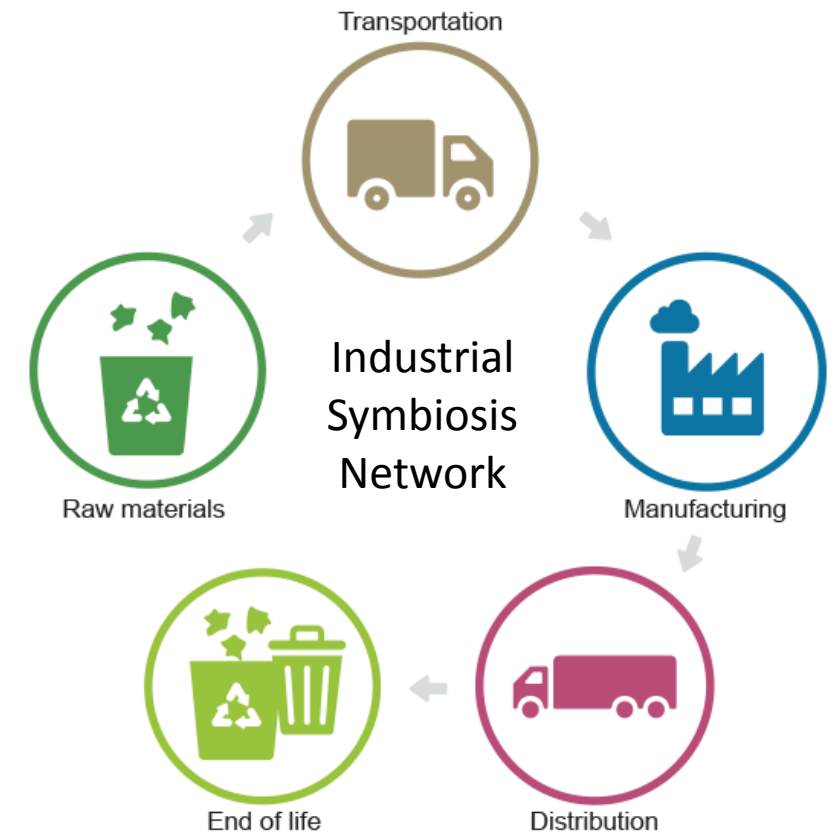 Transportation
Industrial
Symbiosis
Network
Raw materials
Manufacturing
End of life
Distribution